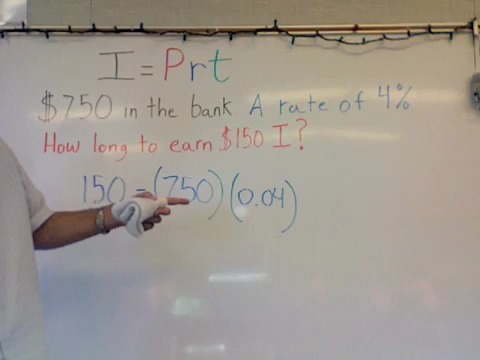 I = Prt
$750 in the bank. A rate of 4%
How long to earn $150 I?
150 = (750)(0.04)